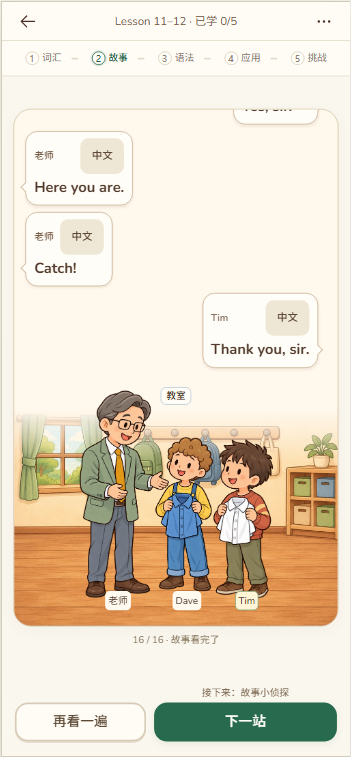 Lesson 11–12 · 已学 0/5
1 词汇
2 故事
3 语法
4 应用
5 挑战
老师
中文
Here you are.
老师
中文
Catch!
Tim
中文
Thank you, sir.
教室
老师
Dave
Tim
16 / 16 · 故事看完了
接下来：故事小侦探
再看一遍
下一站